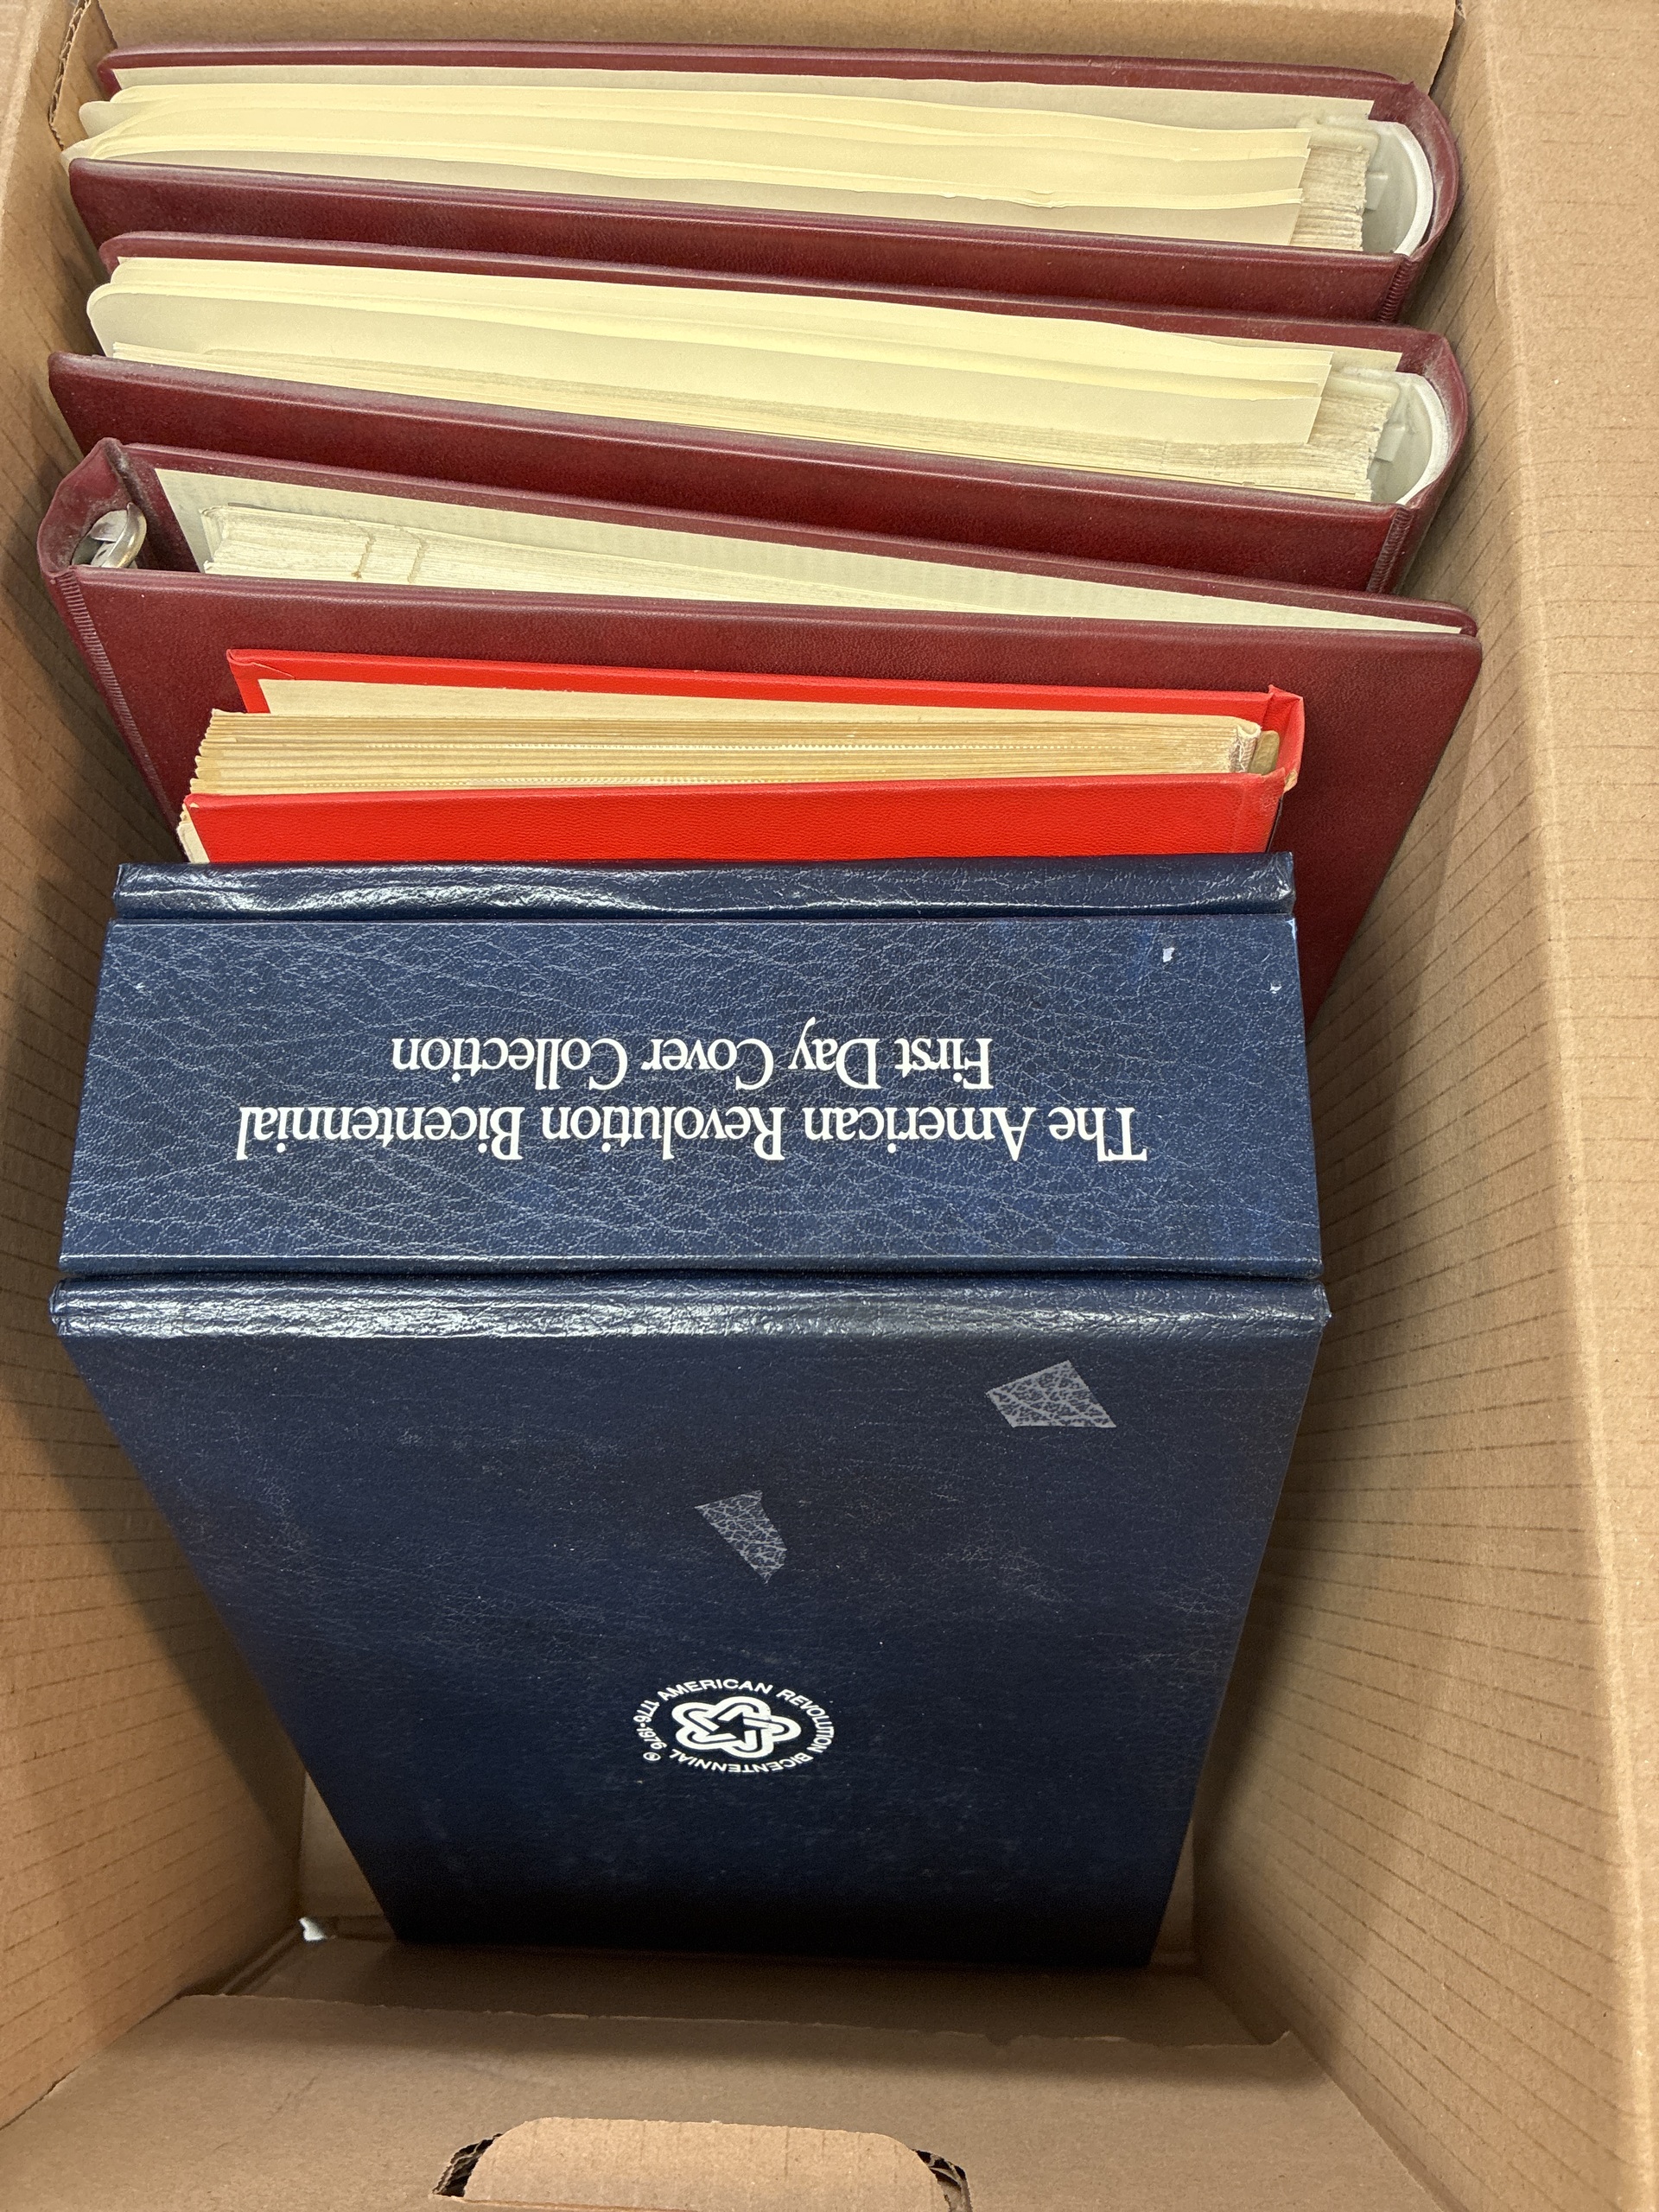 The American Revolution Bicentennial
First Day Cover Collection
AMERICAN REVOLUTION BICENTENNIAL 1776-1976